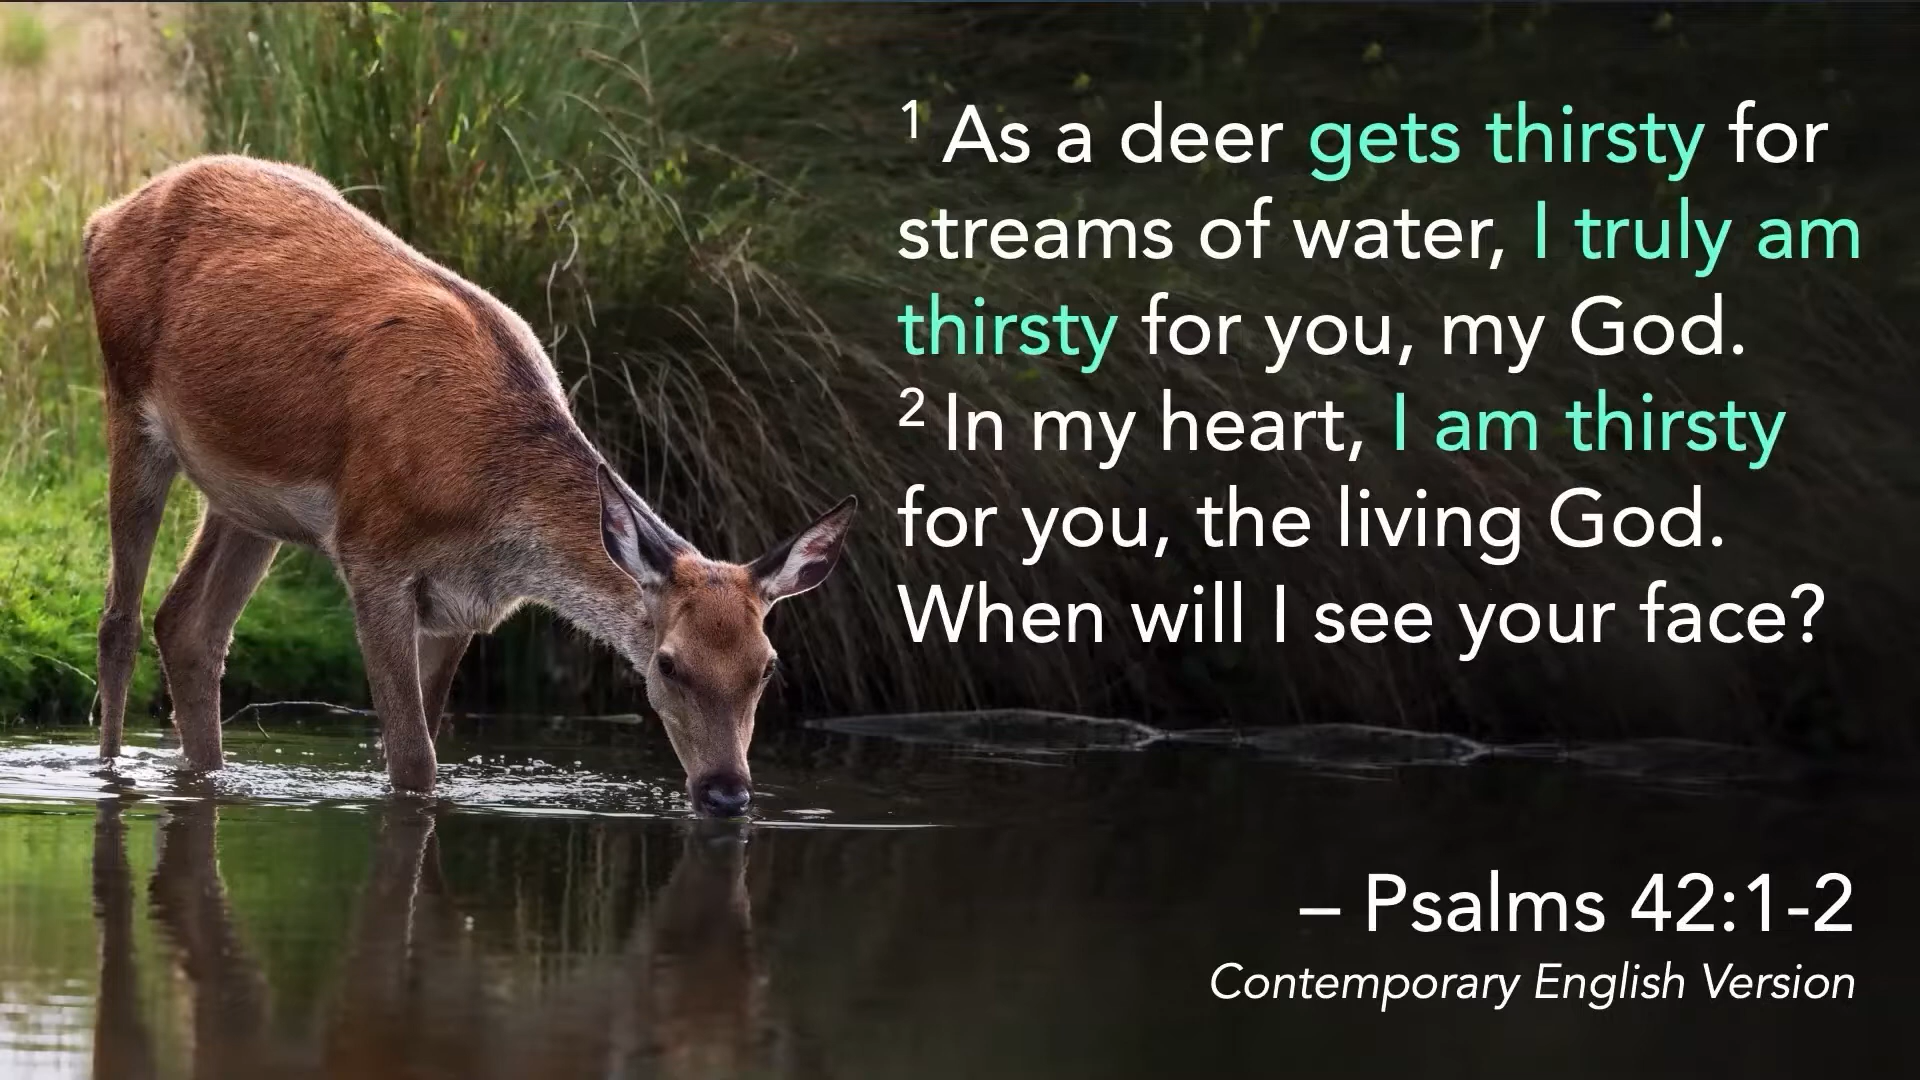 1 As a deer gets thirsty for
streams of water, I truly am
thirsty for you, my God.
2 In my heart, I am thirsty
for you, the living God.
When will I see your face?
– Psalms 42:1-2
Contemporary English Version